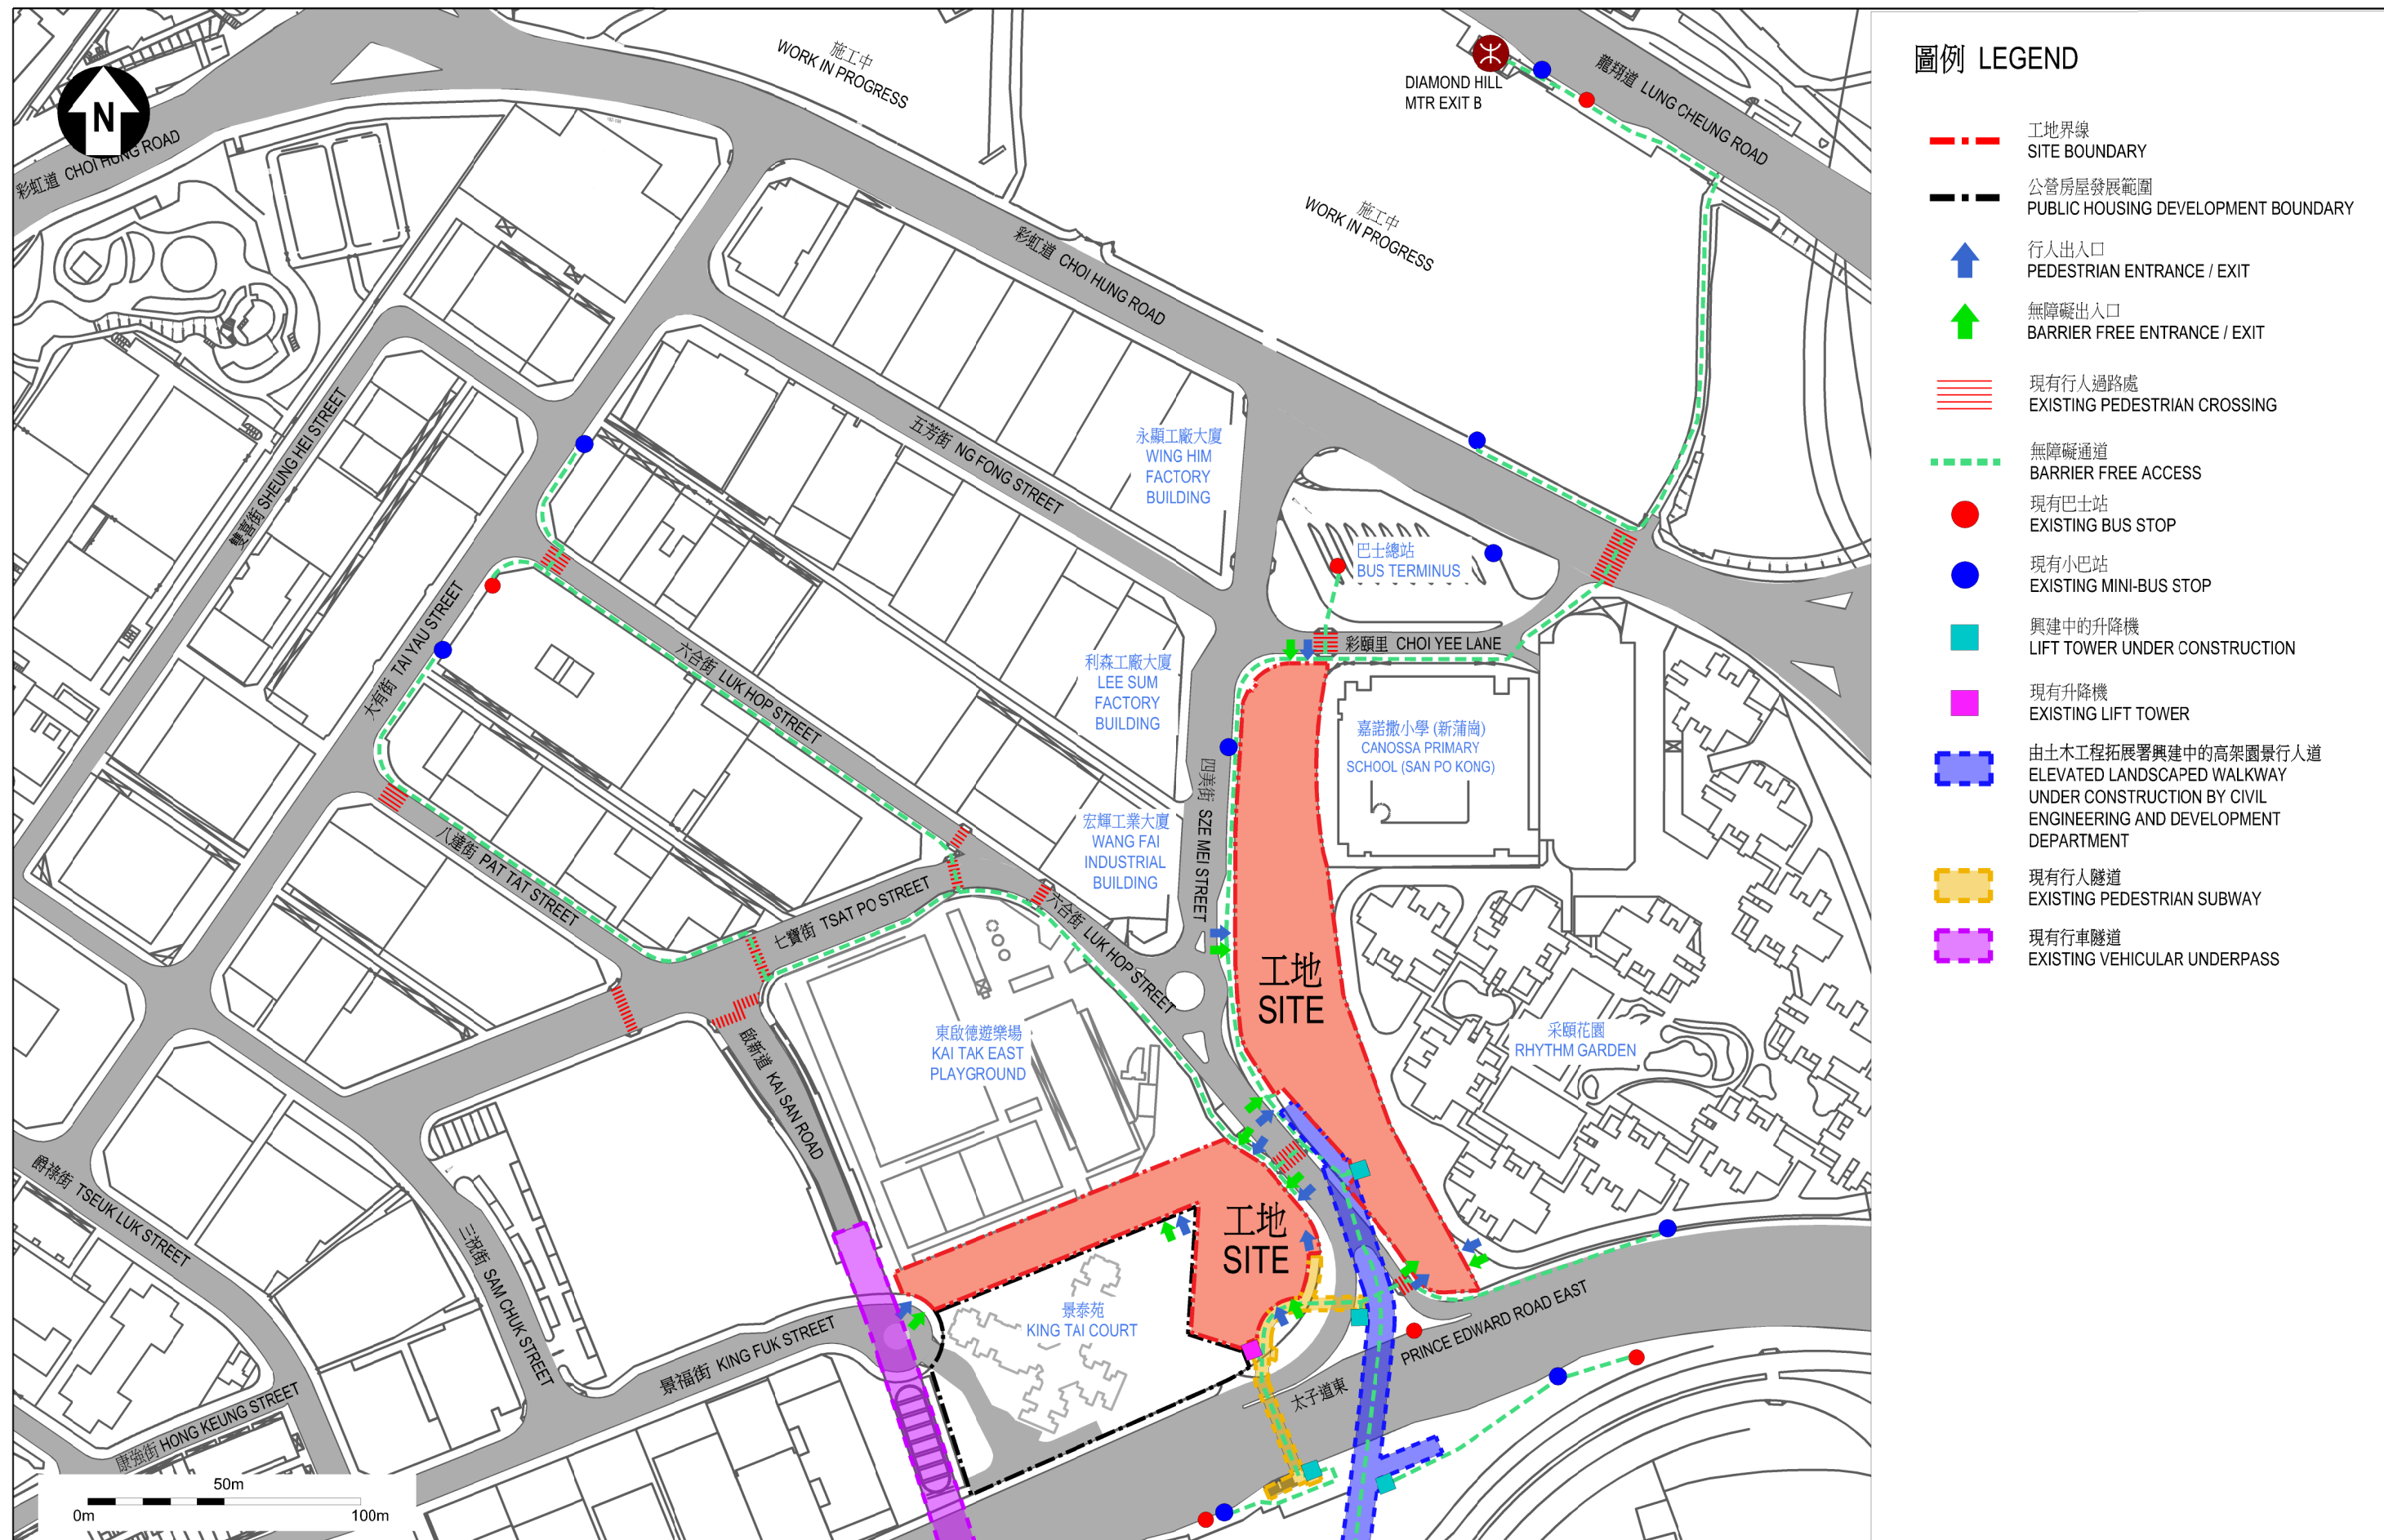 施工中
WORK IN PROGRESS
DIAMOND HILL
MTR EXIT B
龍翔道 LUNG CHEUNG ROAD
N
彩虹道 CHOI HUNG ROAD
施工中
WORK IN PROGRESS
彩虹道 CHOI HUNG ROAD
雙喜街 SHEUNG HEI STREET
五芳街 NG FONG STREET
永顯工廠大廈
WING HIM
FACTORY
BUILDING
巴士總站
BUS TERMINUS
大有街 TAI YAU STREET
六合街 LUK HOP STREET
彩頤里 CHOI YEE LANE
利森工廠大廈
LEE SUM
FACTORY
BUILDING
嘉諾撒小學 (新蒲崗)
CANOSSA PRIMARY
SCHOOL (SAN PO KONG)
四美街 SZE MEI STREET
宏輝工業大廈
WANG FAI
INDUSTRIAL
BUILDING
八達街 PAT TAT STREET
七寶街 TSAT PO STREET
六合街 LUK HOP STREET
工地
SITE
東啟德遊樂場
KAI TAK EAST
PLAYGROUND
采頤花園
RHYTHM GARDEN
啟新道 KAI SAN ROAD
爵祿街 TSEUK LUK STREET
三祝街 SAM CHUK STREET
工地
SITE
景泰苑
KING TAI COURT
景福街 KING FUK STREET
太子道東 PRINCE EDWARD ROAD EAST
康強街 HONG KEUNG STREET
50m
0m 100m
圖例 LEGEND
工地界線
SITE BOUNDARY
公營房屋發展範圍
PUBLIC HOUSING DEVELOPMENT BOUNDARY
行人出入口
PEDESTRIAN ENTRANCE / EXIT
無障礙出入口
BARRIER FREE ENTRANCE / EXIT
現有行人過路處
EXISTING PEDESTRIAN CROSSING
無障礙通道
BARRIER FREE ACCESS
現有巴士站
EXISTING BUS STOP
現有小巴站
EXISTING MINI-BUS STOP
興建中的升降機
LIFT TOWER UNDER CONSTRUCTION
現有升降機
EXISTING LIFT TOWER
由土木工程拓展署興建中的高架園景行人道
ELEVATED LANDSCAPED WALKWAY
UNDER CONSTRUCTION BY CIVIL
ENGINEERING AND DEVELOPMENT
DEPARTMENT
現有行人隧道
EXISTING PEDESTRIAN SUBWAY
現有行車隧道
EXISTING VEHICULAR UNDERPASS